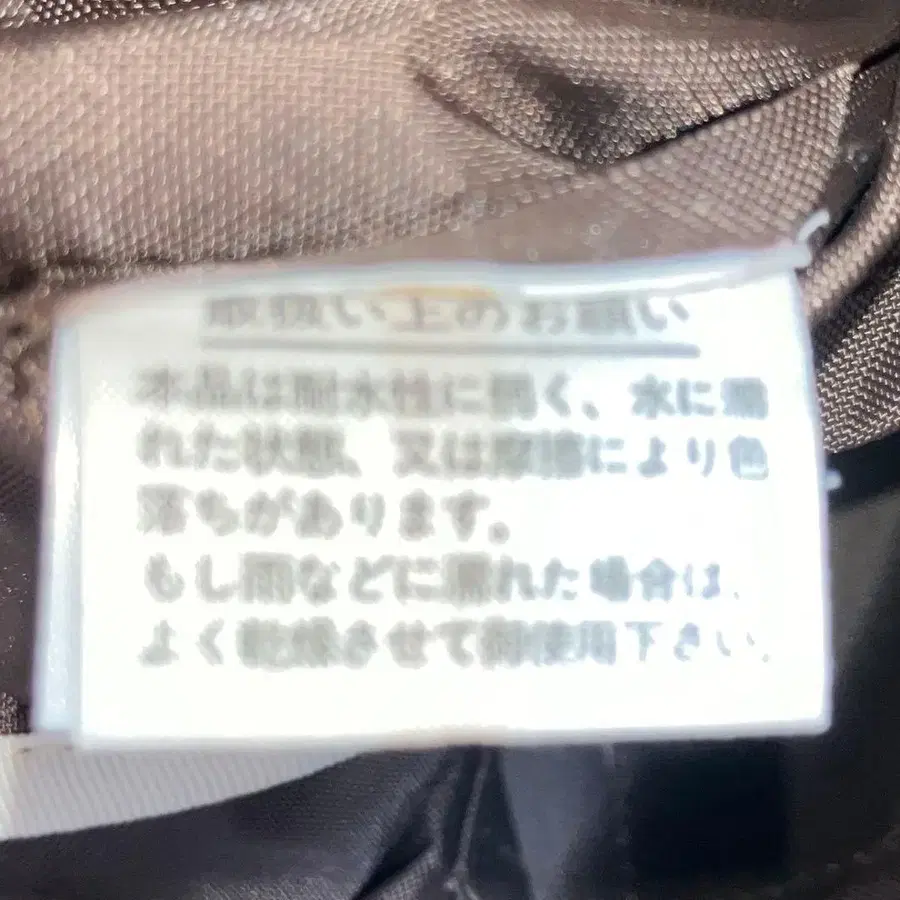 取扱い上のお願い
本品は耐水性に弱く、水に濡
れた状態、又は摩擦により色
落ちがあります。
もし雨などに濡れた場合は、
よく乾燥させて御使用下さい。